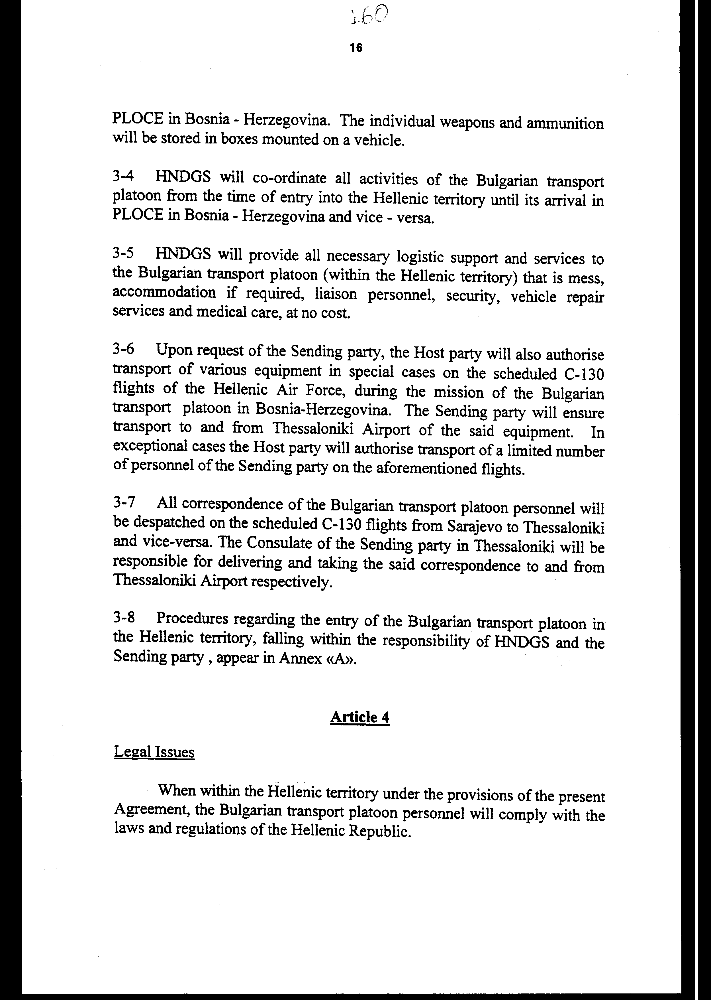 160
16
PLOCE in Bosnia - Herzegovina. The individual weapons and ammunition
will be stored in boxes mounted on a vehicle.
3-4 HNDGS will co-ordinate all activities of the Bulgarian transport
platoon from the time of entry into the Hellenic territory until its arrival in
PLOCE in Bosnia - Herzegovina and vice - versa.
3-5 HNDGS will provide all necessary logistic support and services to
the Bulgarian transport platoon (within the Hellenic territory) that is mess,
accommodation if required, liaison personnel, security, vehicle repair
services and medical care, at no cost.
3-6 Upon request of the Sending party, the Host party will also authorise
transport of various equipment in special cases on the scheduled C-130
flights of the Hellenic Air Force, during the mission of the Bulgarian
transport platoon in Bosnia-Herzegovina. The Sending party will ensure
transport to and from Thessaloniki Airport of the said equipment. In
exceptional cases the Host party will authorise transport of a limited number
of personnel of the Sending party on the aforementioned flights.
3-7 All correspondence of the Bulgarian transport platoon personnel will
be despatched on the scheduled C-130 flights from Sarajevo to Thessaloniki
and vice-versa. The Consulate of the Sending party in Thessaloniki will be
responsible for delivering and taking the said correspondence to and from
Thessaloniki Airport respectively.
3-8 Procedures regarding the entry of the Bulgarian transport platoon in
the Hellenic territory, falling within the responsibility of HNDGS and the
Sending party , appear in Annex «A».
Article 4
Legal Issues
When within the Hellenic territory under the provisions of the present
Agreement, the Bulgarian transport platoon personnel will comply with the
laws and regulations of the Hellenic Republic.